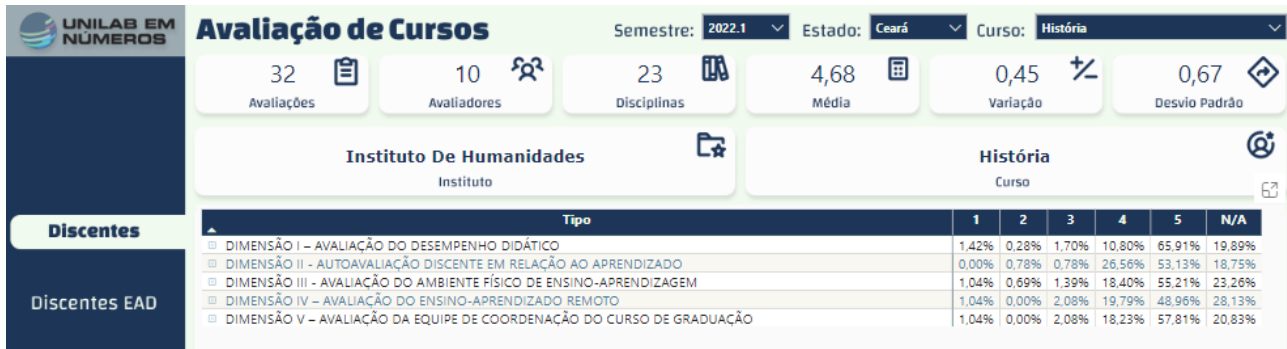 UNILAB EM NÚMEROS
Avaliação de Cursos
Semestre: 2022.1 Estado: Ceará Curso: História
32 10 23 4,68 0,45 0,67
Avaliações Avaliadores Disciplinas Média Variação Desvio Padrão
Instituto De Humanidades História
Instituto Curso
Discentes
Discentes EAD
Tipo 1 2 3 4 5 N/A
DIMENSÃO I – AVALIAÇÃO DO DESEMPENHO DIDÁTICO 1,42% 0,28% 1,70% 10,80% 65,91% 19,89%
DIMENSÃO II - AUTOAVALIAÇÃO DISCENTE EM RELAÇÃO AO APRENDIZADO 0,00% 0,78% 0,78% 26,56% 53,13% 18,75%
DIMENSÃO III - AVALIAÇÃO DO AMBIENTE FÍSICO DE ENSINO-APRENDIZAGEM 1,04% 0,69% 1,39% 18,40% 55,21% 23,26%
DIMENSÃO IV – AVALIAÇÃO DO ENSINO-APRENDIZADO REMOTO 1,04% 0,00% 2,08% 19,79% 48,96% 28,13%
DIMENSÃO V – AVALIAÇÃO DA EQUIPE DE COORDENAÇÃO DO CURSO DE GRADUAÇÃO 1,04% 0,00% 2,08% 18,23% 57,81% 20,83%